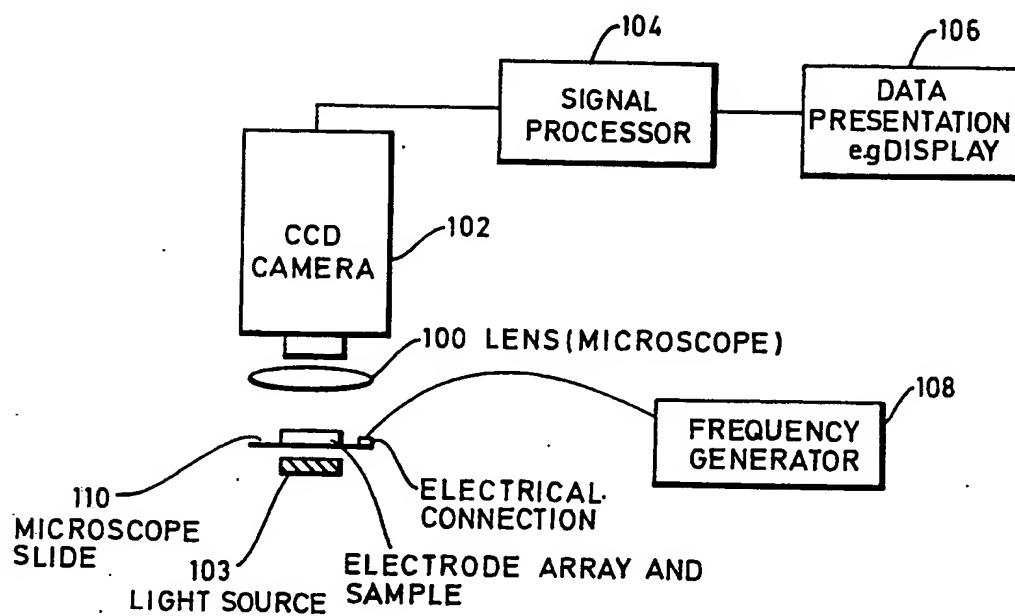 104
106
SIGNAL
PROCESSOR
DATA
PRESENTATION
e.g DISPLAY
CCD
CAMERA
102
100 LENS (MICROSCOPE)
108
FREQUENCY
GENERATOR
110
MICROSCOPE
SLIDE
103
LIGHT SOURCE
ELECTRICAL
CONNECTION
ELECTRODE ARRAY AND
SAMPLE